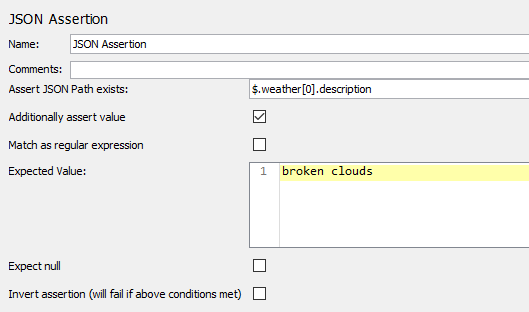 JSON Assertion
Name: JSON Assertion
Comments:
Assert JSON Path exists: $.weather[0].description
Additionally assert value
Match as regular expression
Expected Value: 1 broken clouds
Expect null
Invert assertion (will fail if above conditions met)